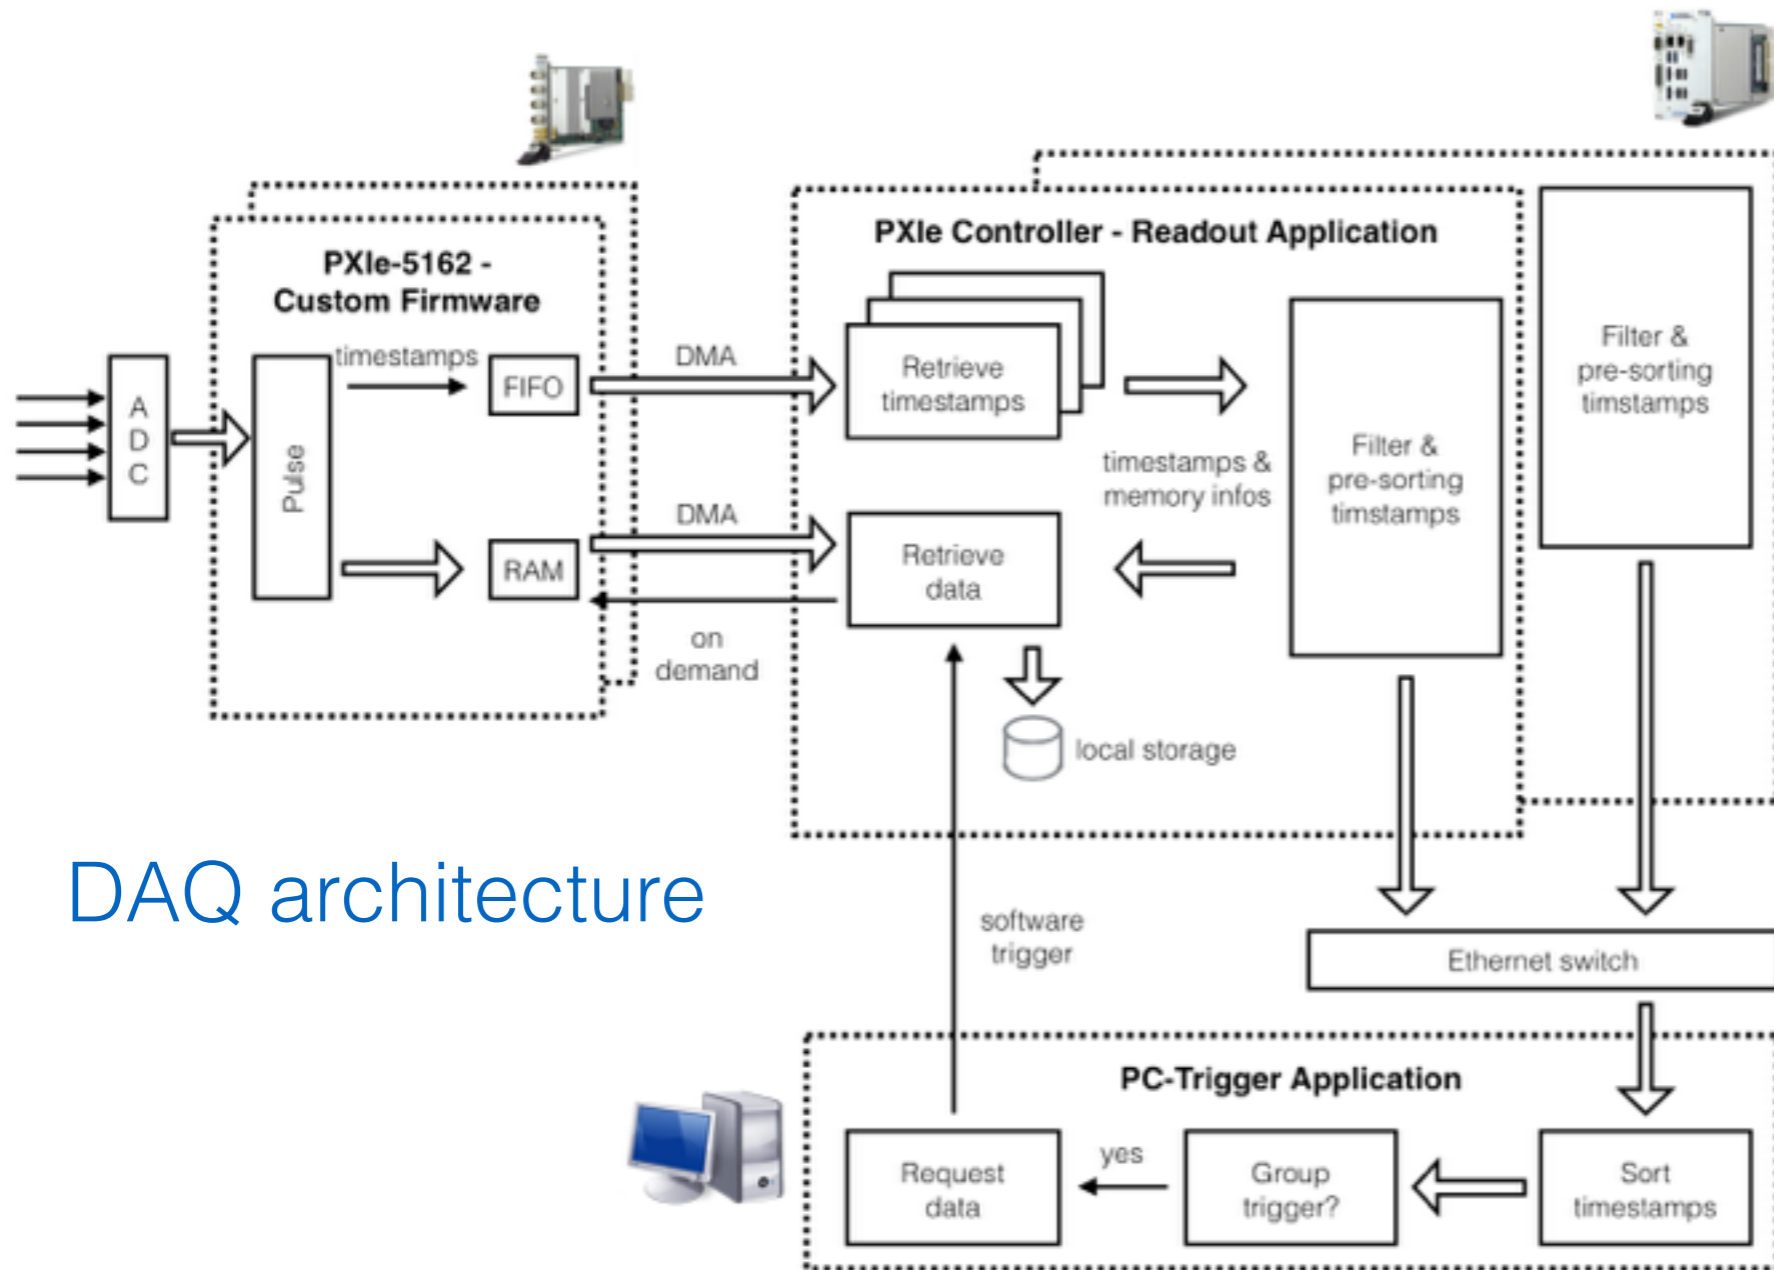 PXIe-5162 -
Custom Firmware
timestamps
FIFO
A
D
C
Pulse
RAM
DMA
DMA
on
demand
PXIe Controller - Readout Application
Retrieve
timestamps
timestamps &
memory infos
Retrieve
data
local storage
Filter &
pre-sorting
timstamps
Filter &
pre-sorting
timstamps
DAQ architecture
software
trigger
Ethernet switch
PC-Trigger Application
Request
data
yes
Group
trigger?
Sort
timestamps